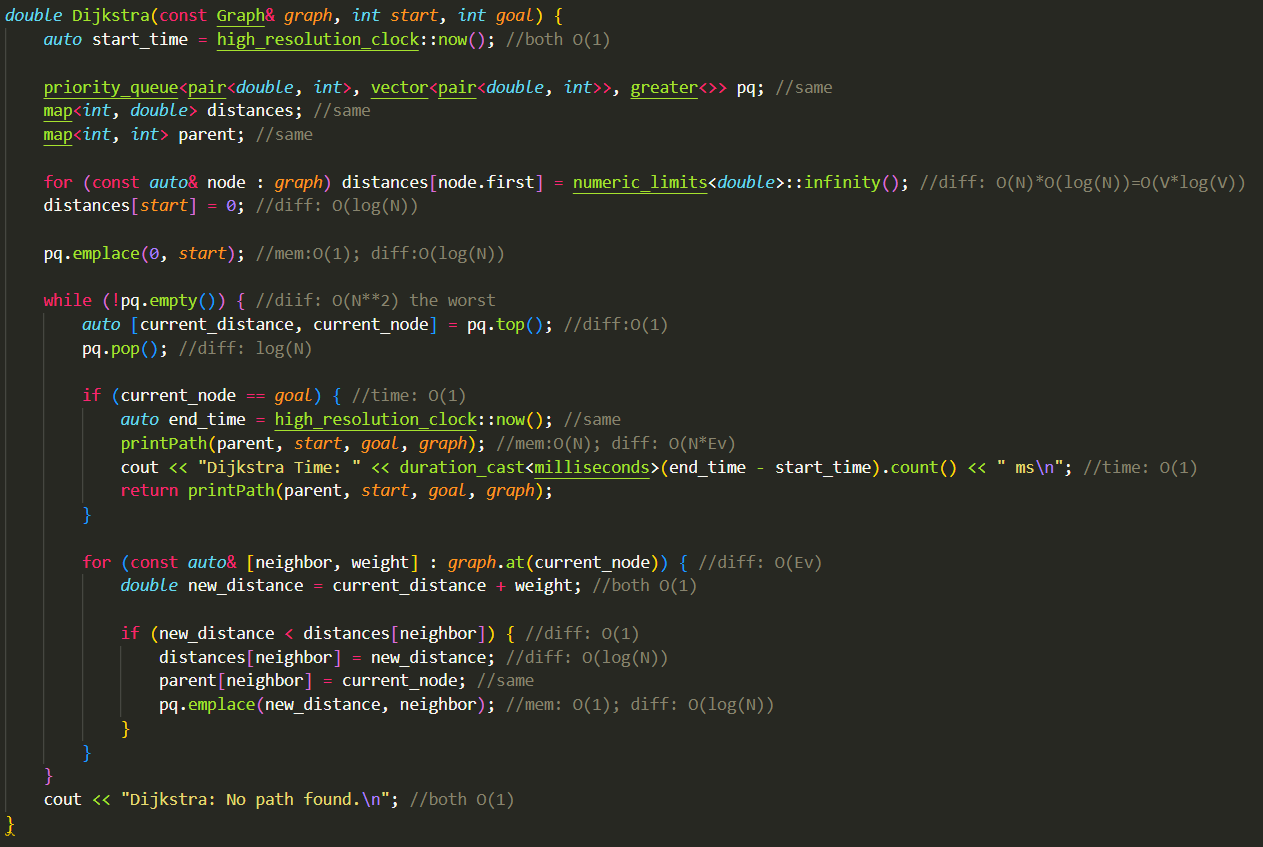 double Dijkstra(const Graph& graph, int start, int goal) {
    auto start_time = high_resolution_clock::now(); //both O(1)
    priority_queue<pair<double, int>, vector<pair<double, int>>, greater<>> pq; //same
    map<int, double> distances; //same
    map<int, int> parent; //same
    for (const auto& node : graph) distances[node.first] = numeric_limits<double>::infinity(); //diff: O(N)*O(log(N))=O(V*log(V))
    distances[start] = 0; //diff: O(log(N))
    pq.emplace(0, start); //mem:O(1); diff:O(log(N))
    while (!pq.empty()) { //diif: O(N**2) the worst
        auto [current_distance, current_node] = pq.top(); //diff:O(1)
        pq.pop(); //diff: log(N)
        if (current_node == goal) { //time: O(1)
            auto end_time = high_resolution_clock::now(); //same
            printPath(parent, start, goal, graph); //mem:O(N); diff: O(N*Ev)
            cout << "Dijkstra Time: " << duration_cast<milliseconds>(end_time - start_time).count() << " ms\n"; //time: O(1)
            return printPath(parent, start, goal, graph);
        }
        for (const auto& [neighbor, weight] : graph.at(current_node)) { //diff: O(Ev)
            double new_distance = current_distance + weight; //both O(1)
            if (new_distance < distances[neighbor]) { //diff: O(1)
                distances[neighbor] = new_distance; //diff: O(log(N))
                parent[neighbor] = current_node; //same
                pq.emplace(new_distance, neighbor); //mem: O(1); diff: O(log(N))
            }
        }
    }
    cout << "Dijkstra: No path found.\n"; //both O(1)
}